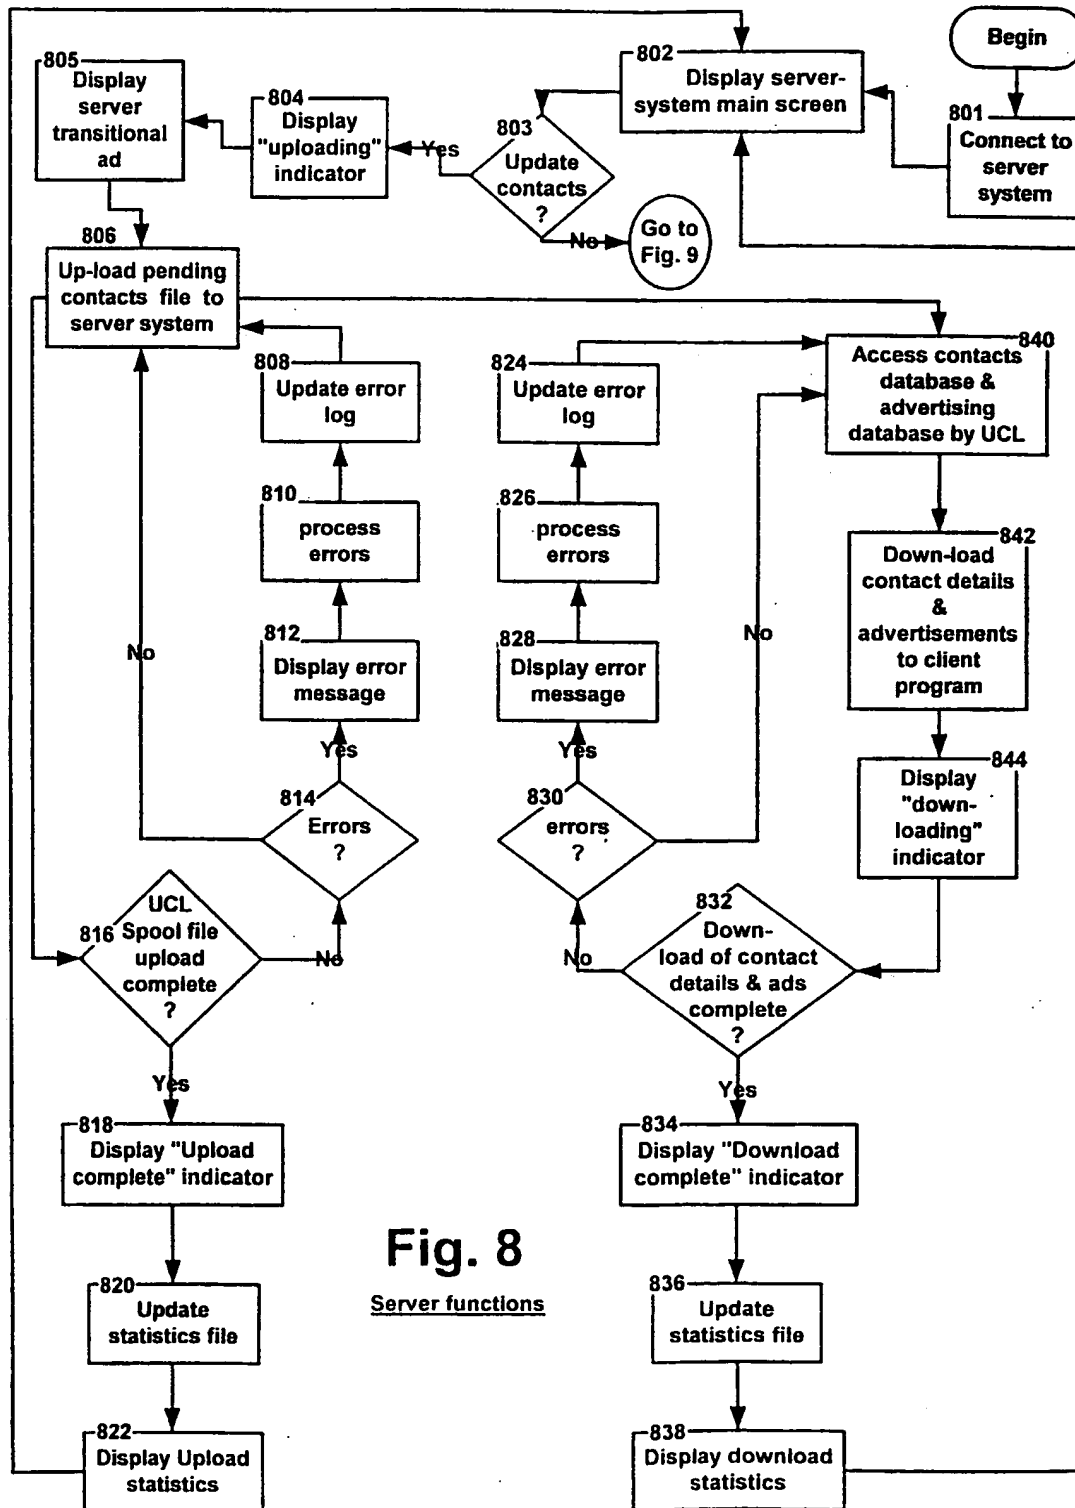 Begin
801
Connect to
server
system
802
Display server-
system main screen
803
Update
contacts
?
Yes
No
Go to
Fig. 9
804
Display
"uploading"
indicator
805
Display
server
transitional
ad
806
Up-load pending
contacts file to
server system
808
Update error
log
810
process
errors
812
Display error
message
Yes
814
Errors
?
No
816
UCL
Spool file
upload
complete
?
No
Yes
818
Display "Upload
complete" indicator
820
Update
statistics file
822
Display Upload
statistics
824
Update error
log
826
process
errors
828
Display error
message
Yes
830
errors
?
No
840
Access contacts
database &
advertising
database by UCL
842
Down-load
contact details
&
advertisements
to client
program
844
Display
"down-
loading"
indicator
832
Down-
load of contact
details & ads
complete
?
No
Yes
834
Display "Download
complete" indicator
836
Update
statistics file
838
Display download
statistics
Fig. 8
Server functions